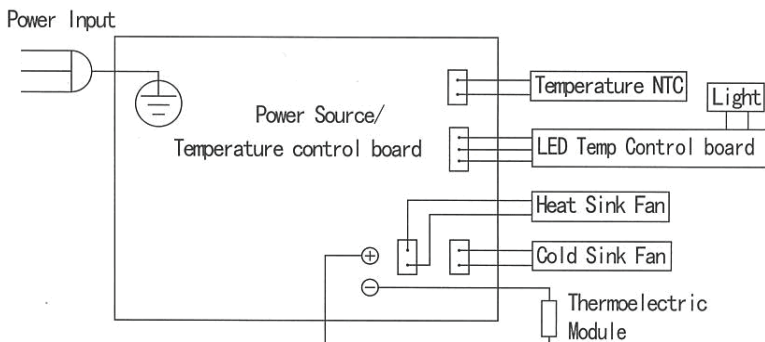 Power Input
Power Source/
Temperature control board
Temperature NTC
Light
LED Temp Control board
Heat Sink Fan
Cold Sink Fan
Thermoelectric
Module